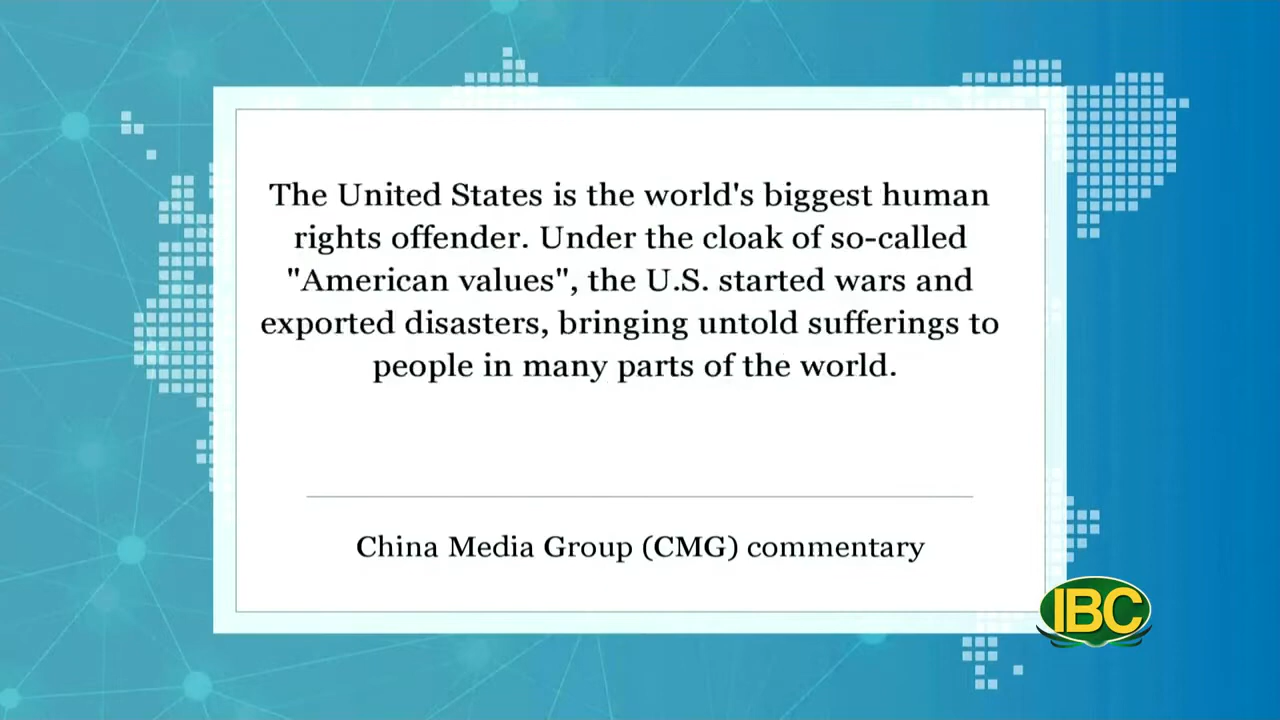 The United States is the world's biggest human
rights offender. Under the cloak of so-called
"American values", the U.S. started wars and
exported disasters, bringing untold sufferings to
people in many parts of the world.
China Media Group (CMG) commentary
IBC